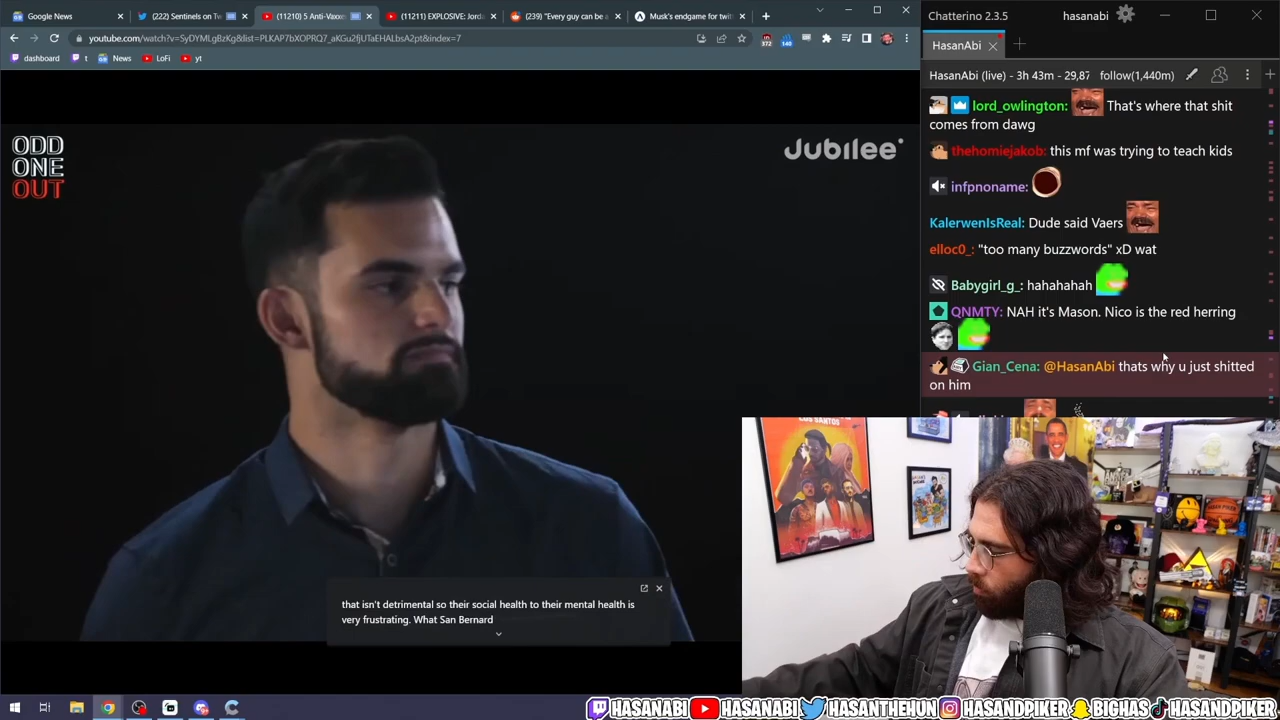 Google News
(222) Sentinels on Tw
(11210) 5 Anti-Vaxxe
(11211) EXPLOSIVE: Jord
(239) "Every guy can be a
Musk's endgame for twitt
youtube.com/watch?v=SyDYMLgBzKg&list=PLKAP7bXOPRQ7_aKGu2fjUTaEHALbsA2pt&index=7
372
140
dashboard
t
News
LoFi
yt
ODD
ONE
OUT
Jubilee
that isn't detrimental so their social health to their mental health is
very frustrating. What San Bernard
Chatterino 2.3.5
hasanabi
HasanAbi
HasanAbi (live) - 3h 43m - 29,87
follow(1,440m)
lord_owlington: That's where that shit
comes from dawg
thehomiejakob: this mf was trying to teach kids
infpnoname:
KalerwenIsReal: Dude said Vaers
elloc0_: "too many buzzwords" xD wat
Babygirl_g_: hahahahah
QNMTY: NAH it's Mason. Nico is the red herring
Gian_Cena: @HasanAbi thats why u just shitted
on him
LOS SANTOS
HASANABI
HASANABI
HASANTHEHUN
HASANDPIKER
BIGHAS
HASANDPIKER